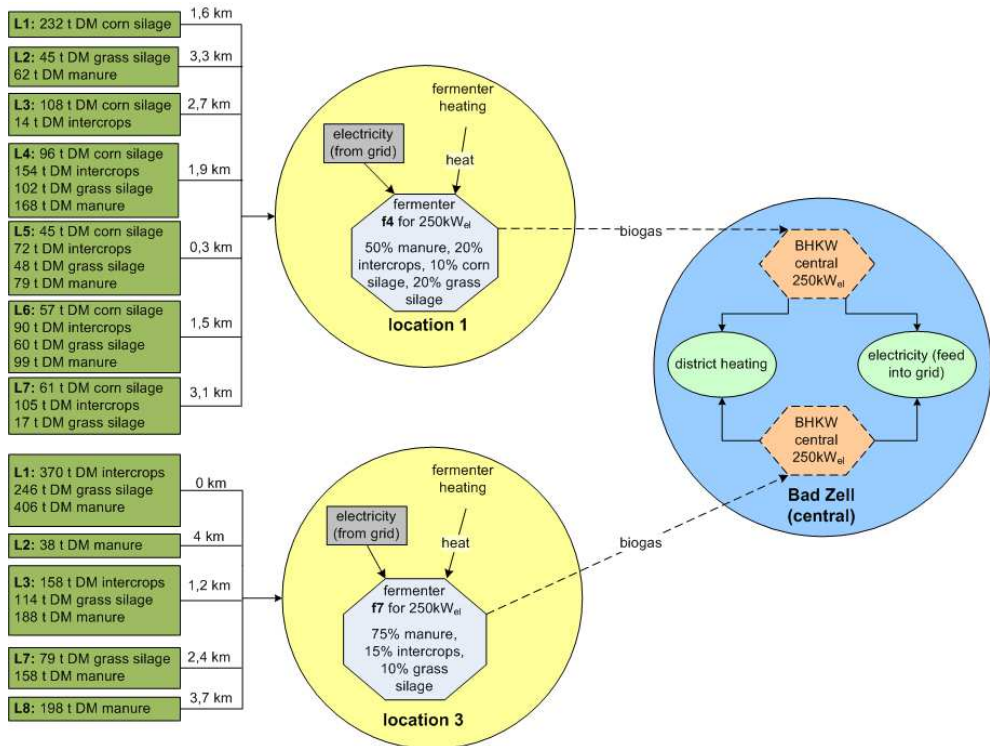 L1: 232 t DM corn silage
1,6 km
L2: 45 t DM grass silage
62 t DM manure
3,3 km
L3: 108 t DM corn silage
14 t DM intercrops
2,7 km
L4: 96 t DM corn silage
154 t DM intercrops
102 t DM grass silage
168 t DM manure
1,9 km
L5: 45 t DM corn silage
72 t DM intercrops
48 t DM grass silage
79 t DM manure
0,3 km
L6: 57 t DM corn silage
90 t DM intercrops
60 t DM grass silage
99 t DM manure
1,5 km
L7: 61 t DM corn silage
105 t DM intercrops
17 t DM grass silage
3,1 km
fermenter
heating
electricity
(from grid)
heat
fermenter
f4 for 250kWel
50% manure, 20%
intercrops, 10% corn
silage, 20% grass
silage
location 1
biogas
L1: 370 t DM intercrops
246 t DM grass silage
406 t DM manure
0 km
L2: 38 t DM manure
4 km
L3: 158 t DM intercrops
114 t DM grass silage
188 t DM manure
1,2 km
L7: 79 t DM grass silage
158 t DM manure
2,4 km
L8: 198 t DM manure
3,7 km
fermenter
heating
electricity
(from grid)
heat
fermenter
f7 for 250kWel
75% manure,
15% intercrops,
10% grass
silage
location 3
biogas
BHKW
central
250kWel
district heating
electricity (feed
into grid)
BHKW
central
250kWel
Bad Zell
(central)